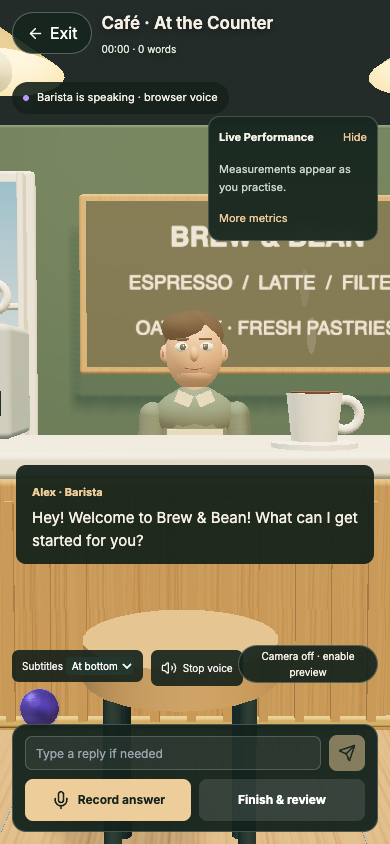 Exit
Café · At the Counter
00:00 · 0 words
Barista is speaking · browser voice
Live Performance Hide
Measurements appear as
you practise.
More metrics
BREW & BEAN
ESPRESSO / LATTE / FILTE
OA · FRESH PASTRIES
Alex · Barista
Hey! Welcome to Brew & Bean! What can I get
started for you?
Subtitles At bottom
Stop voice
Camera off · enable
preview
Type a reply if needed
Record answer
Finish & review